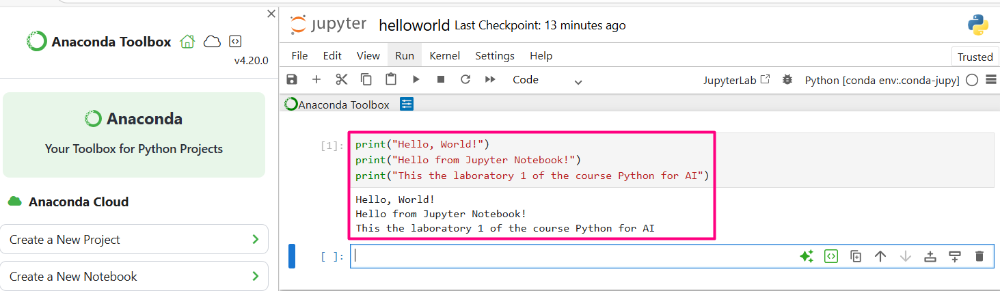 Anaconda Toolbox
v4.20.0
Anaconda
Your Toolbox for Python Projects
Anaconda Cloud
Create a New Project
Create a New Notebook
jupyter helloworld Last Checkpoint: 13 minutes ago
File Edit View Run Kernel Settings Help
Trusted
Code JupyterLab Python [conda env:.conda-jupy]
Anaconda Toolbox
[1]: print("Hello, World!")
print("Hello from Jupyter Notebook!")
print("This the laboratory 1 of the course Python for AI")
Hello, World!
Hello from Jupyter Notebook!
This the laboratory 1 of the course Python for AI
[ ]: